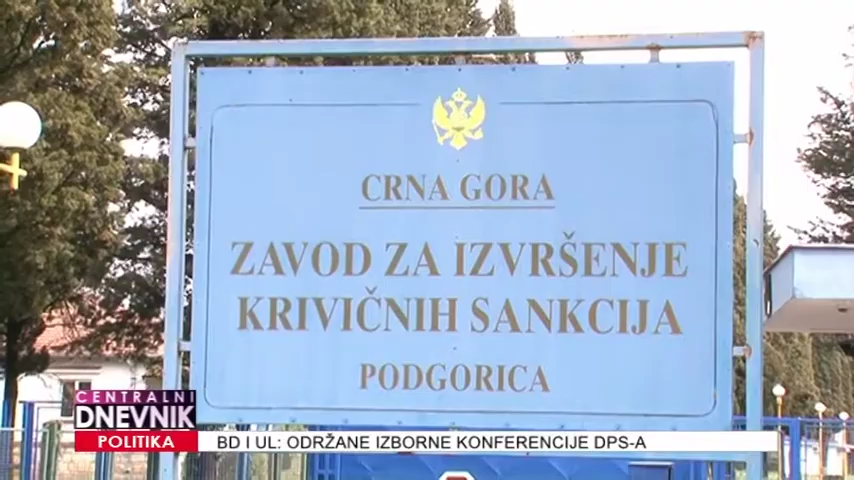 CRNA GORA
ZAVOD ZA IZVRŠENJE
KRIVIČNIH SANKCIJA
PODGORICA
CENTRALNI
DNEVNIK
POLITIKA
BD I UL: ODRŽANE IZBORNE KONFERENCIJE DPS-A